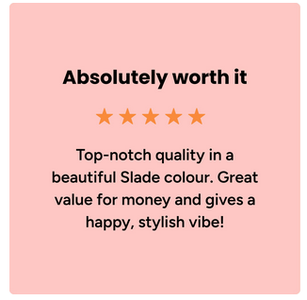 Absolutely worth it
Top-notch quality in a
beautiful Slade colour. Great
value for money and gives a
happy, stylish vibe!